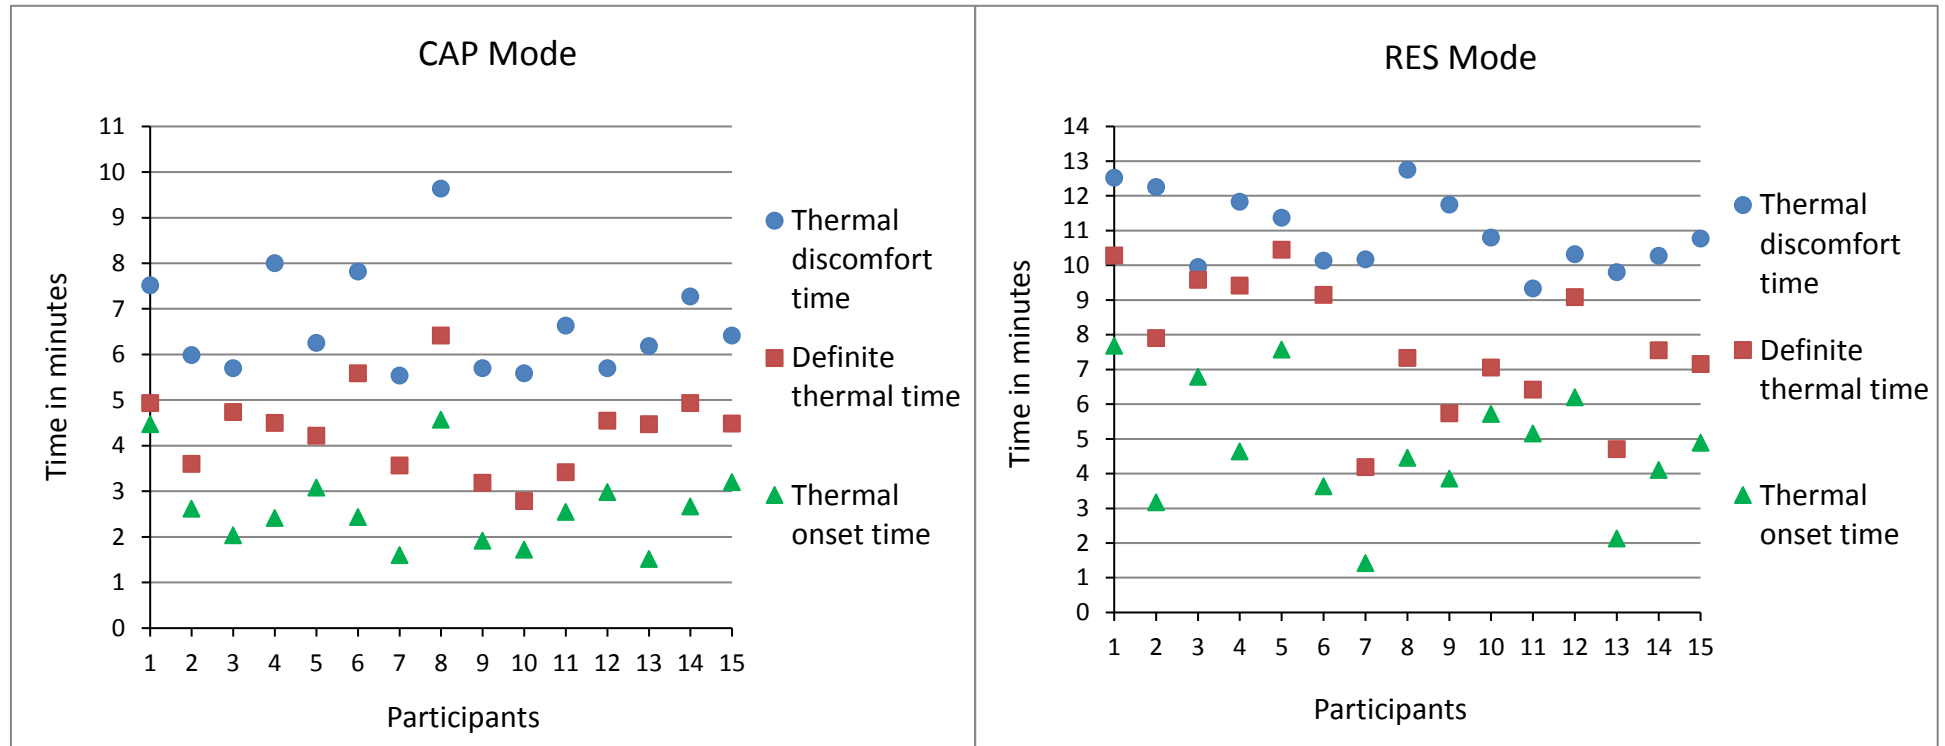 CAP Mode
11
10
9
8
7
6
5
4
3
2
1
0
Time in minutes
1 2 3 4 5 6 7 8 9 10 11 12 13 14 15
Participants
Thermal
discomfort
time
Definite
thermal time
Thermal
onset time
RES Mode
14
13
12
11
10
9
8
7
6
5
4
3
2
1
0
Time in minutes
1 2 3 4 5 6 7 8 9 10 11 12 13 14 15
Participants
Thermal
discomfort
time
Definite
thermal time
Thermal
onset time